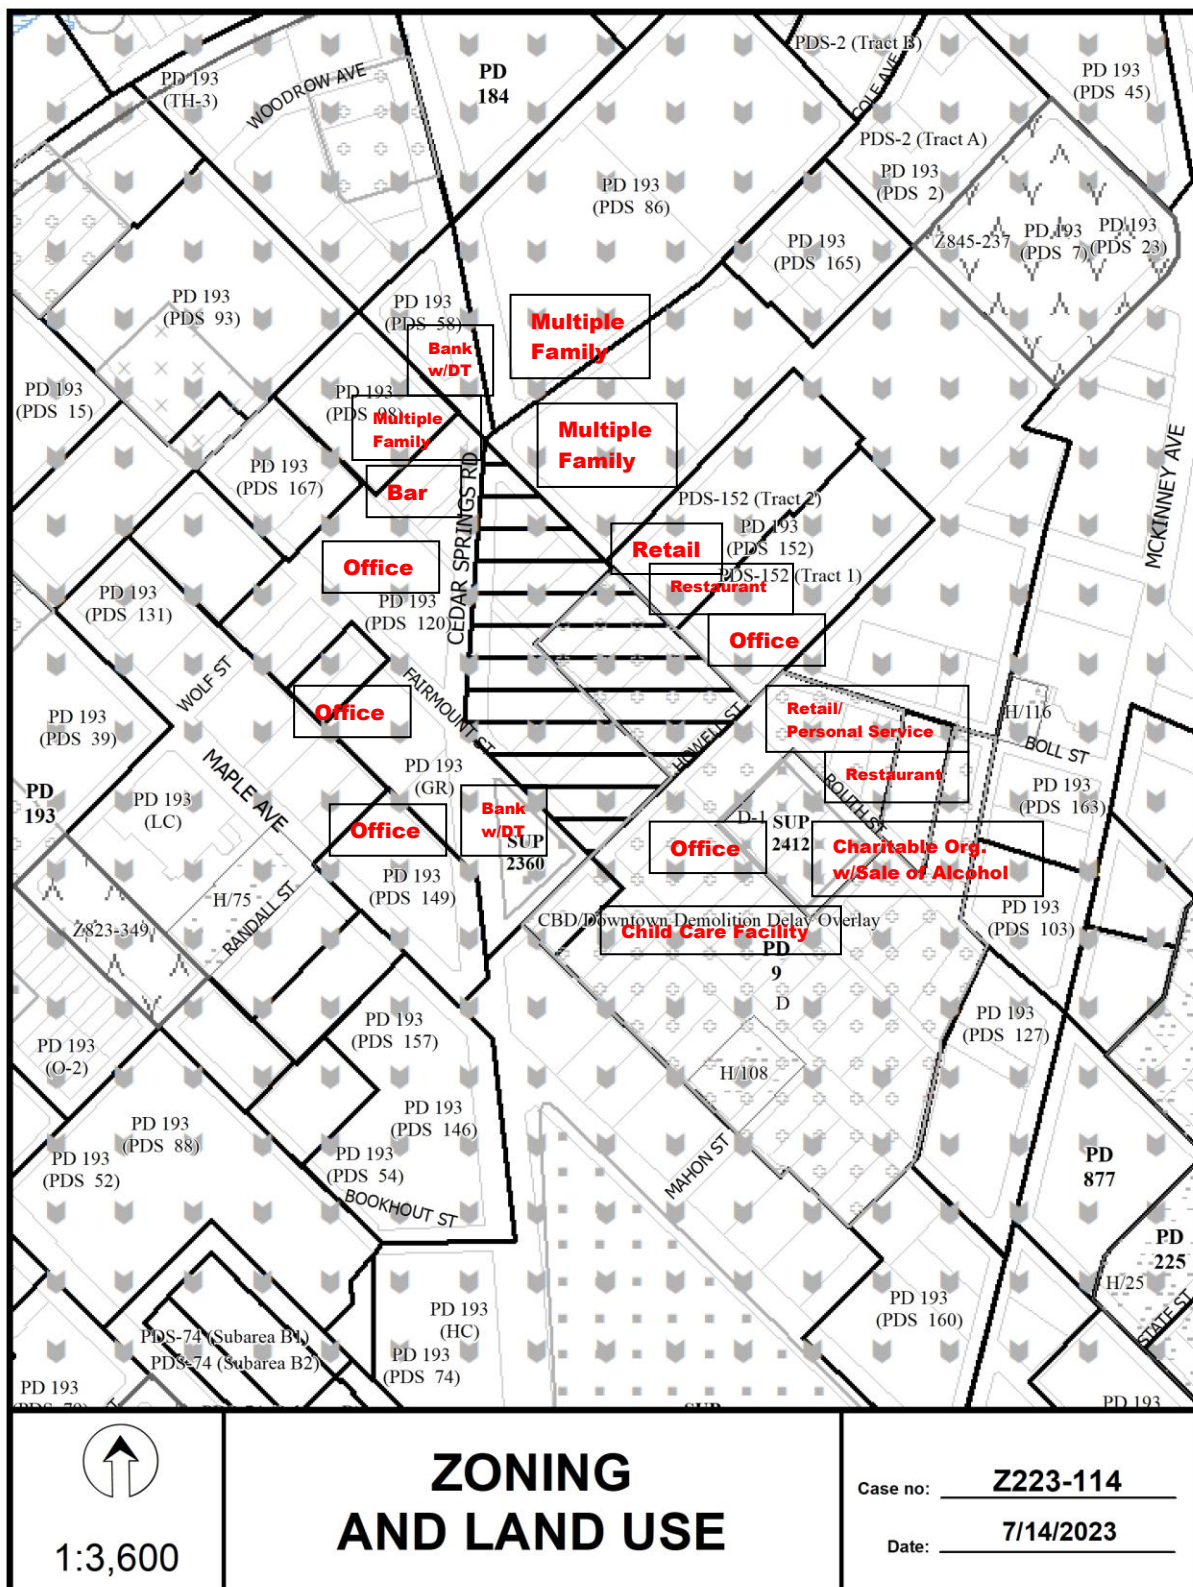 PD 193
(TH-3)
WOODROW AVE
PD
184
PDS-2 (Tract B)
COLE AVE
PD 193
(PDS 45)
PDS-2 (Tract A)
PD 193
(PDS 2)
PD 193
(PDS 86)
Z845-237
PD 193
(PDS 7)
PD 193
(PDS 23)
PD 193
(PDS 165)
PD 193
(PDS 93)
PD 193
(PDS 58)
Multiple
Family
Bank
w/DT
PD 193
(PDS 15)
PD 193
(PDS 98)
Multiple
Family
Multiple
Family
MCKINNEY AVE
PD 193
(PDS 167)
Bar
CEDAR SPRINGS RD
PDS-152 (Tract 2)
PD 193
(PDS 152)
Retail
PDS-152 (Tract 1)
Restaurant
Office
PD 193
(PDS 131)
PD 193
(PDS 120)
Office
WOLF ST
FAIRMOUNT ST
Office
HOWELL ST
Retail/
Personal Service
H/116
BOLL ST
PD 193
(PDS 39)
MAPLE AVE
PD 193
(GR)
Restaurant
ROUTH ST
PD 193
(PDS 163)
PD
193
PD 193
(LC)
Office
Bank
w/DT
SUP
2360
D-1
SUP
2412
Office
Charitable Org.
w/Sale of Alcohol
H/75
RANDALL ST
PD 193
(PDS 149)
CBD/Downtown Demolition Delay Overlay
Child Care Facility
PD
9
D
PD 193
(PDS 103)
Z823-349
PD 193
(PDS 157)
PD 193
(PDS 127)
PD 193
(O-2)
H/108
PD 193
(PDS 88)
PD 193
(PDS 146)
PD 193
(PDS 52)
PD 193
(PDS 54)
MAHON ST
PD
877
BOOKHOUT ST
PD
225
H/25
STATE ST
PD 193
(HC)
PD 193
(PDS 160)
PDS-74 (Subarea B1)
PDS-74 (Subarea B2)
PD 193
(PDS 74)
PD 193
PD 193
SUP
ZONING
AND LAND USE
1:3,600
Case no: Z223-114
Date: 7/14/2023